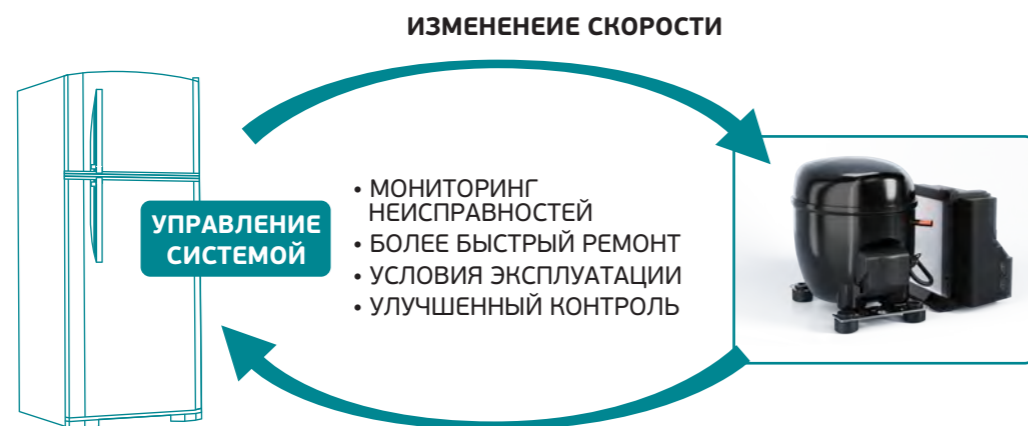 ИЗМЕНЕНЕИЕ СКОРОСТИ
УПРАВЛЕНИЕ
СИСТЕМОЙ
• МОНИТОРИНГ
НЕИСПРАВНОСТЕЙ
• БОЛЕЕ БЫСТРЫЙ РЕМОНТ
• УСЛОВИЯ ЭКСПЛУАТАЦИИ
• УЛУЧШЕННЫЙ КОНТРОЛЬ